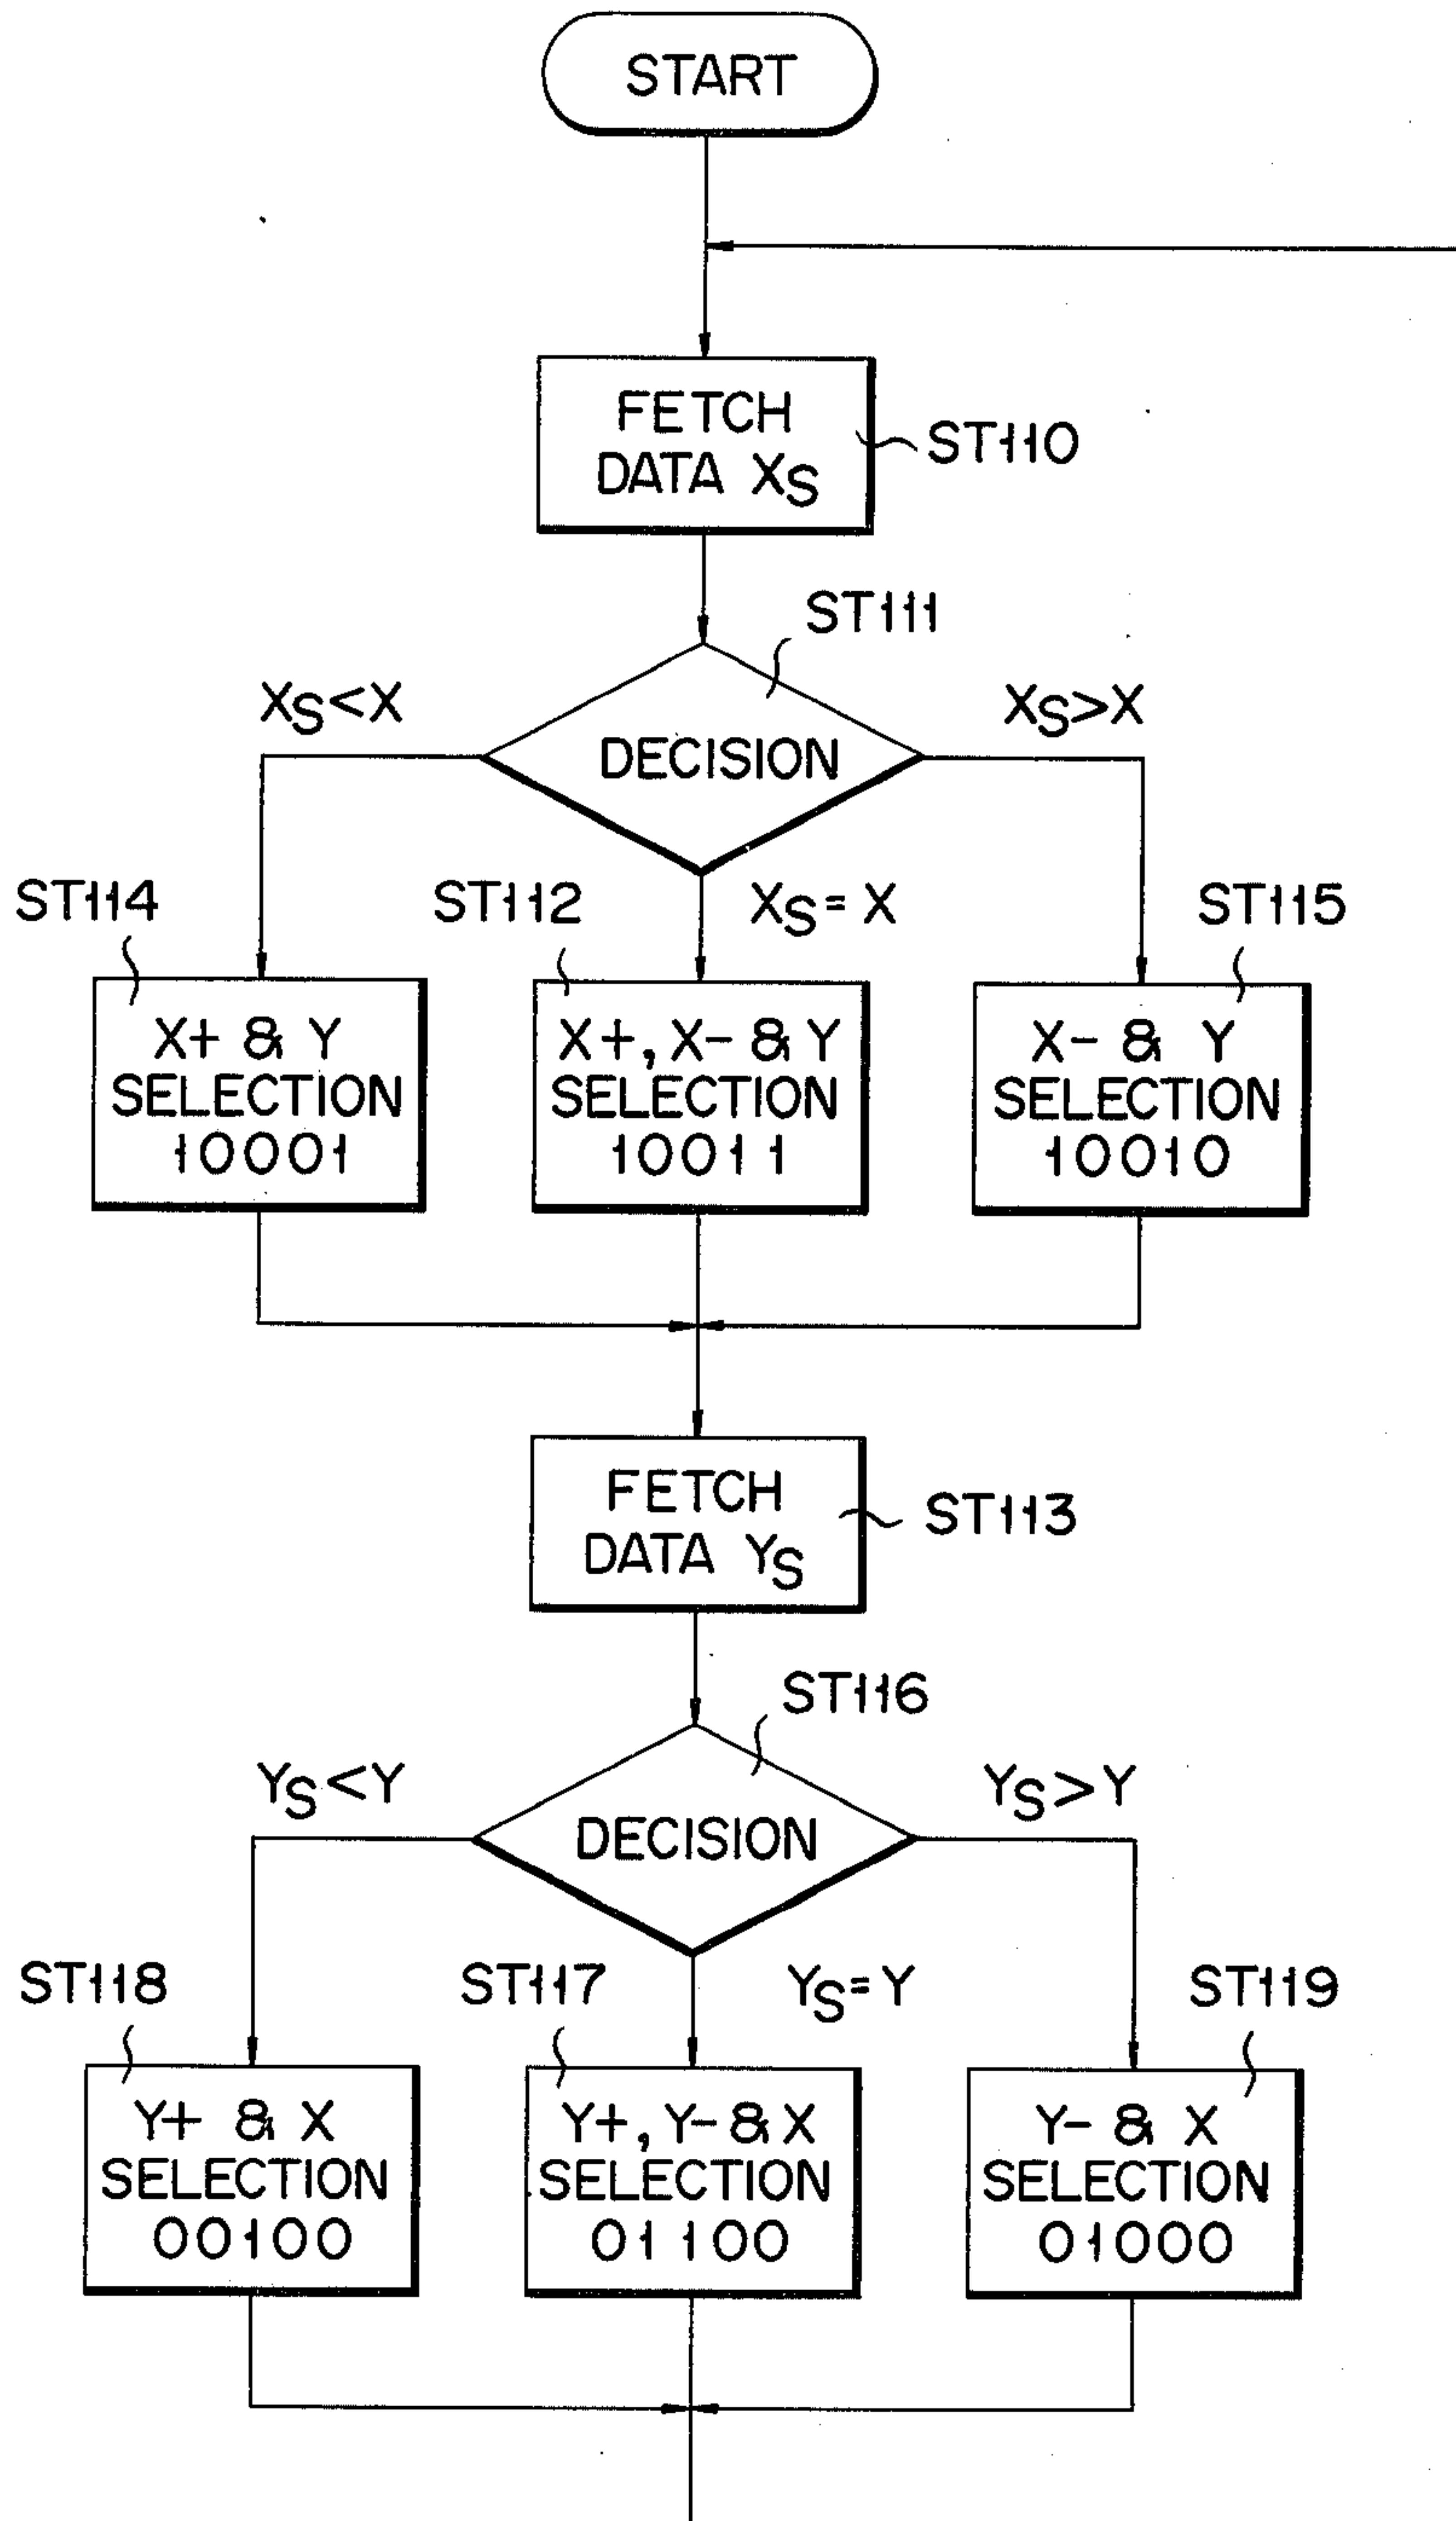 START
FETCH
DATA XS
ST110
ST111
XS<X
XS>X
DECISION
ST114
ST112
XS=X
ST115
X+ & Y
SELECTION
10001
X+, X- & Y
SELECTION
10011
X- & Y
SELECTION
10010
FETCH
DATA YS
ST113
ST116
YS<Y
YS>Y
DECISION
ST118
ST117
YS=Y
ST119
Y+ & X
SELECTION
00100
Y+, Y- & X
SELECTION
01100
Y- & X
SELECTION
01000